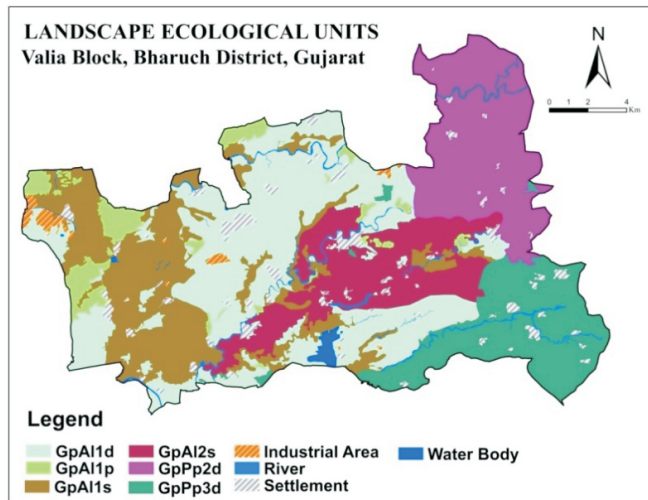 LANDSCAPE ECOLOGICAL UNITS
Valia Block, Bharuch District, Gujarat
N
0 1 2 4
Km
Legend
GpAl1d GpAl2s Industrial Area Water Body
GpAl1p GpPp2d River
GpAl1s GpPp3d Settlement